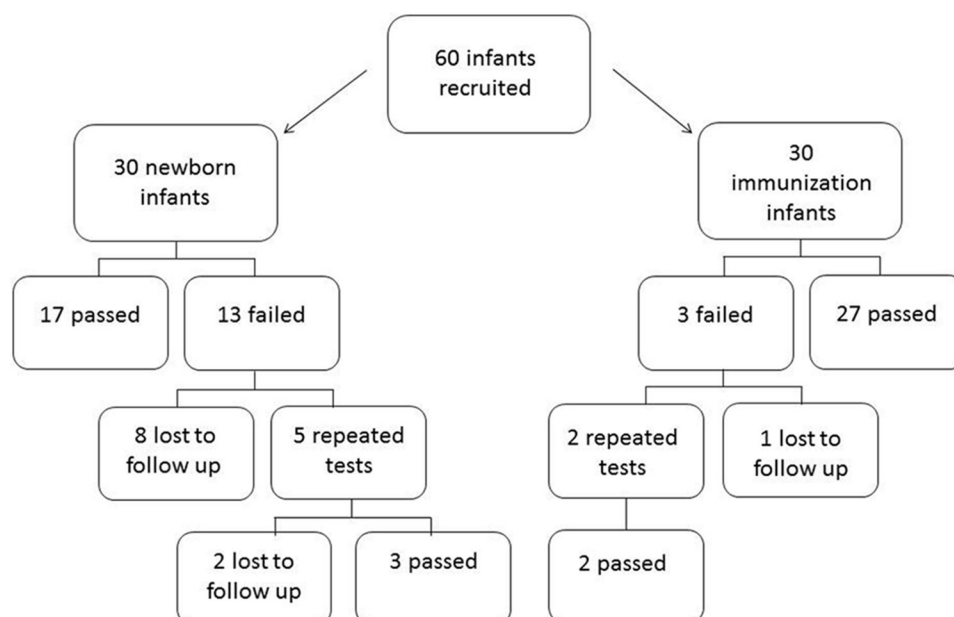 60 infants
recruited
30 newborn
infants
30
immunization
infants
17 passed
13 failed
3 failed
27 passed
8 lost to
follow up
5 repeated
tests
2 repeated
tests
1 lost to
follow up
2 lost to
follow up
3 passed
2 passed